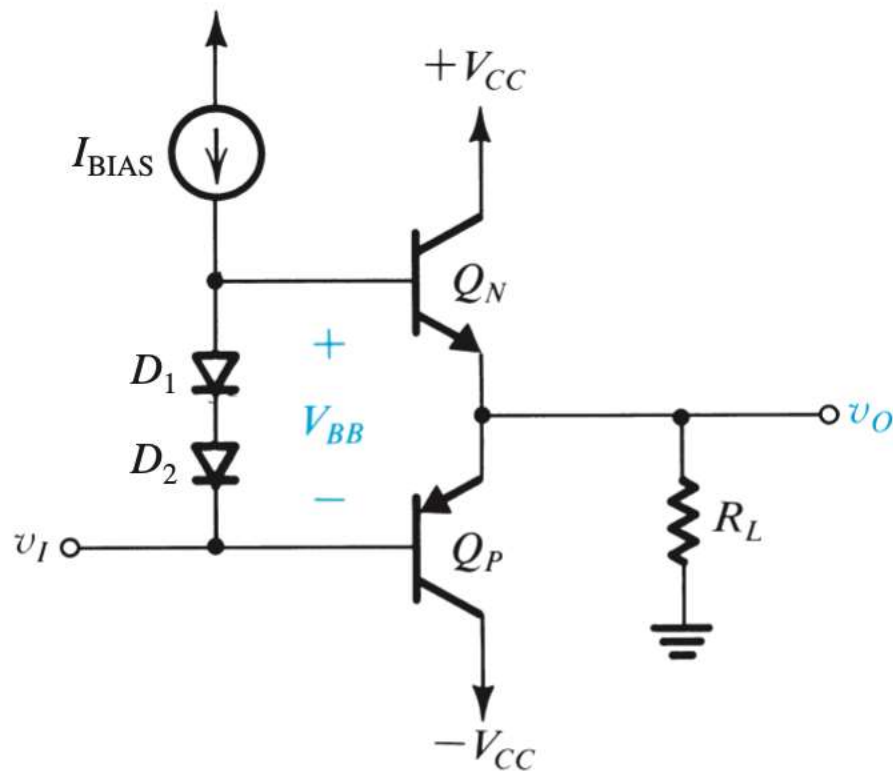 +V_CC
I_BIAS
Q_N
+
D_1
V_BB
v_O
D_2
−
R_L
v_I
Q_P
−V_CC